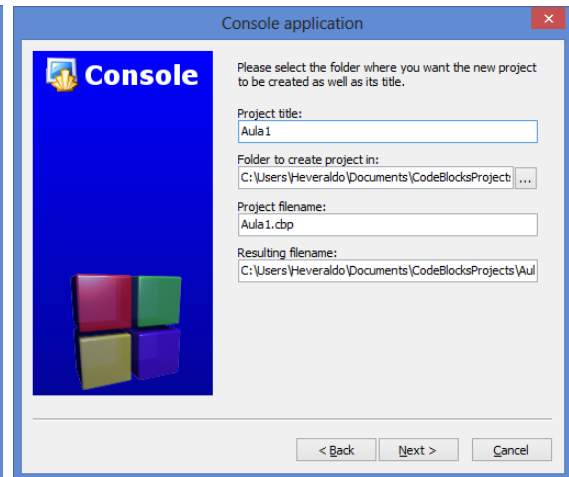 Console application
Console
Please select the folder where you want the new project
to be created as well as its title.
Project title:
Aula1
Folder to create project in:
C:\Users\Heveraldo\Documents\CodeBlocksProjects
...
Project filename:
Aula1.cbp
Resulting filename:
C:\Users\Heveraldo\Documents\CodeBlocksProjects\Aul
< Back
Next >
Cancel